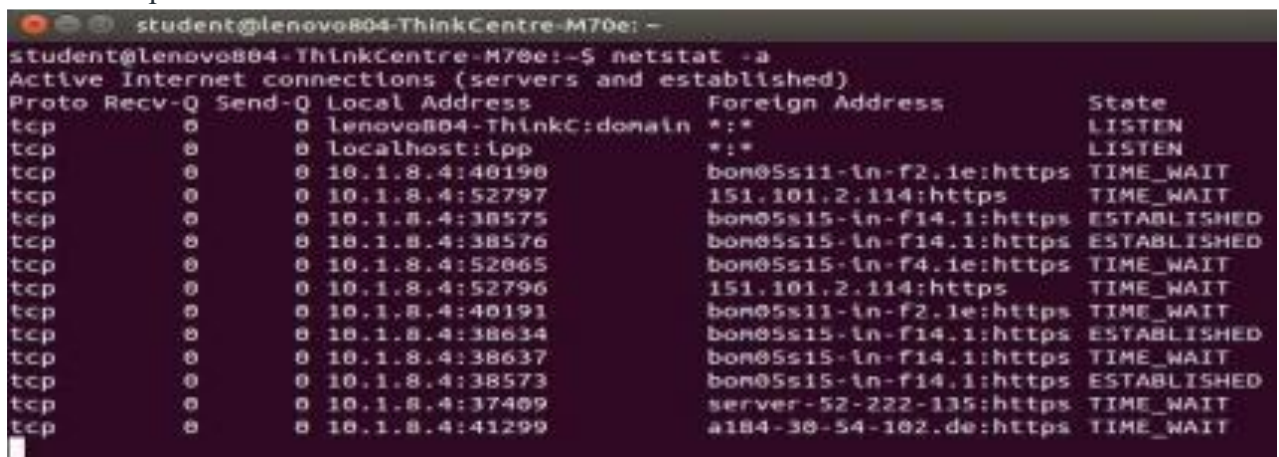 student@lenovo804-ThinkCentre-M70e: ~
student@lenovo804-ThinkCentre-M70e:~$ netstat -a
Active Internet connections (servers and established)
Proto Recv-Q Send-Q Local Address Foreign Address State
tcp 0 0 lenovo804-ThinkC:domain *:* LISTEN
tcp 0 0 localhost:ipp *:* LISTEN
tcp 0 0 10.1.8.4:40190 bom05s11-in-f2.1e:https TIME_WAIT
tcp 0 0 10.1.8.4:52797 151.101.2.114:https TIME_WAIT
tcp 0 0 10.1.8.4:38575 bom05s15-in-f14.1:https ESTABLISHED
tcp 0 0 10.1.8.4:38576 bom05s15-in-f14.1:https ESTABLISHED
tcp 0 0 10.1.8.4:52065 bom05s15-in-f4.1e:https TIME_WAIT
tcp 0 0 10.1.8.4:52796 151.101.2.114:https TIME_WAIT
tcp 0 0 10.1.8.4:40191 bom05s11-in-f2.1e:https TIME_WAIT
tcp 0 0 10.1.8.4:38634 bom05s15-in-f14.1:https ESTABLISHED
tcp 0 0 10.1.8.4:38637 bom05s15-in-f14.1:https TIME_WAIT
tcp 0 0 10.1.8.4:38573 bom05s15-in-f14.1:https ESTABLISHED
tcp 0 0 10.1.8.4:37409 server-52-222-135:https TIME_WAIT
tcp 0 0 10.1.8.4:41299 a184-30-54-102.de:https TIME_WAIT